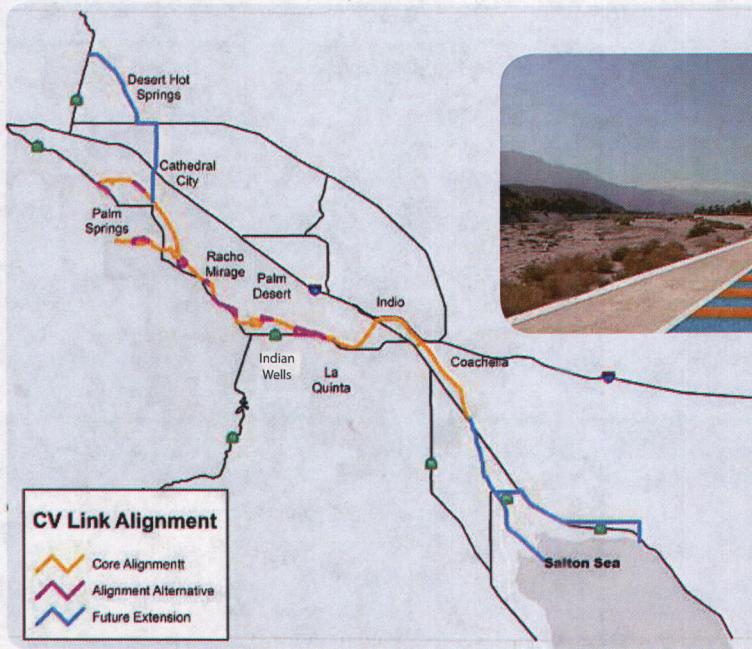 Desert Hot
Springs
Cathedral
City
Palm
Springs
Racho
Mirage
Palm
Desert
Indio
Indian
Wells
La
Quinta
Coachella
Salton Sea
CV Link Alignment
Core Alignmentt
Alignment Alternative
Future Extension